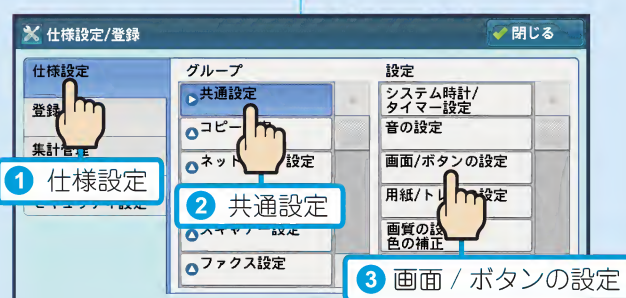 仕様設定/登録
閉じる
仕様設定
登録
集計管理
グループ
共通設定
コピー
ネット
設定
ファクス設定
設定
システム時計/
タイマー設定
音の設定
画面/ボタンの設定
用紙/トレ
設定
画質の設
色の補正
1 仕様設定
2 共通設定
3 画面 / ボタンの設定